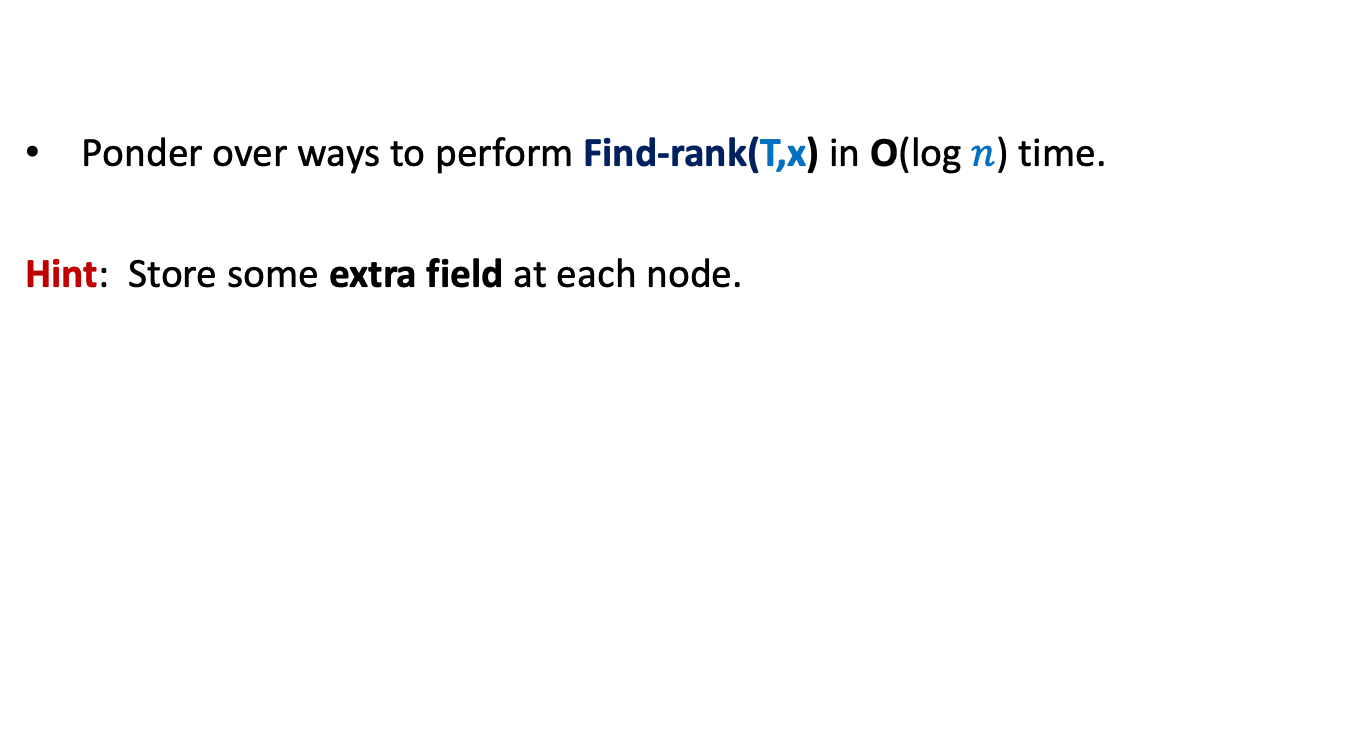 • Ponder over ways to perform Find-rank(T,x) in O(log n) time.
Hint: Store some extra field at each node.